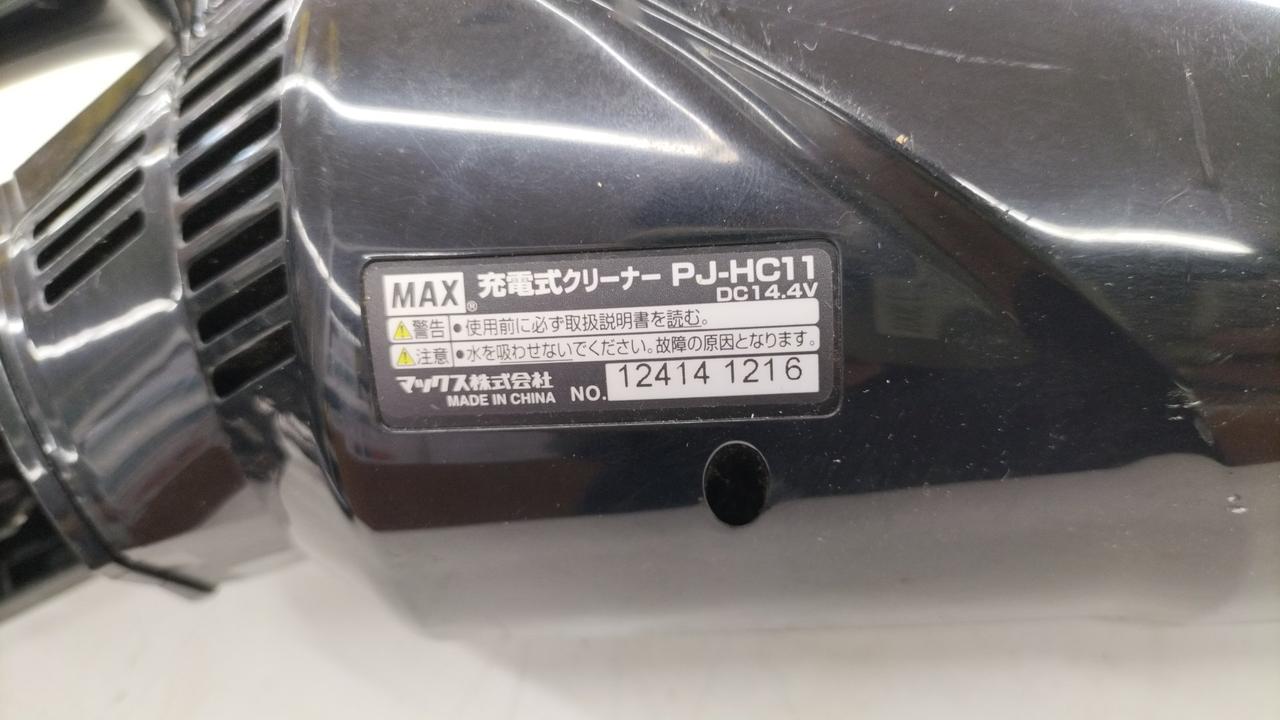 MAX® 充電式クリーナー PJ-HC11
DC14.4V
警告 •使用前に必ず取扱説明書を読む。
注意 •水を吸わせないでください。故障の原因となります。
マックス株式会社
MADE IN CHINA NO. 12414 1216